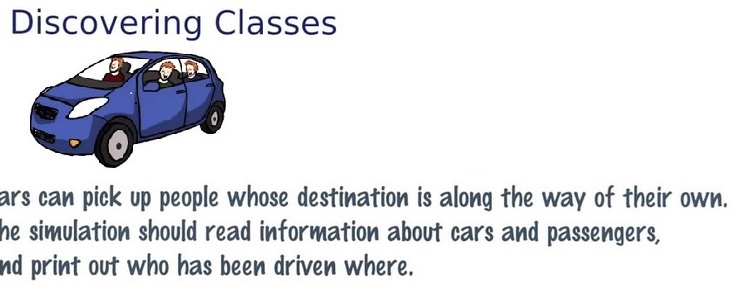 Discovering Classes
ars can pick up people whose destination is along the way of their own.
he simulation should read information about cars and passengers,
nd print out who has been driven where.